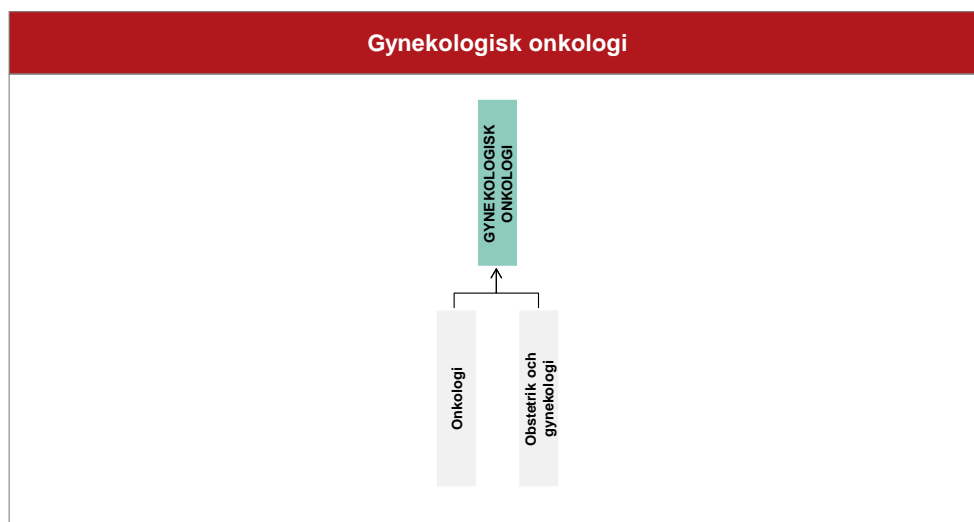 Gynekologisk onkologi
GYNEKOLOGISK
ONKOLOGI
Onkologi
Obstetrik och
gynekologi